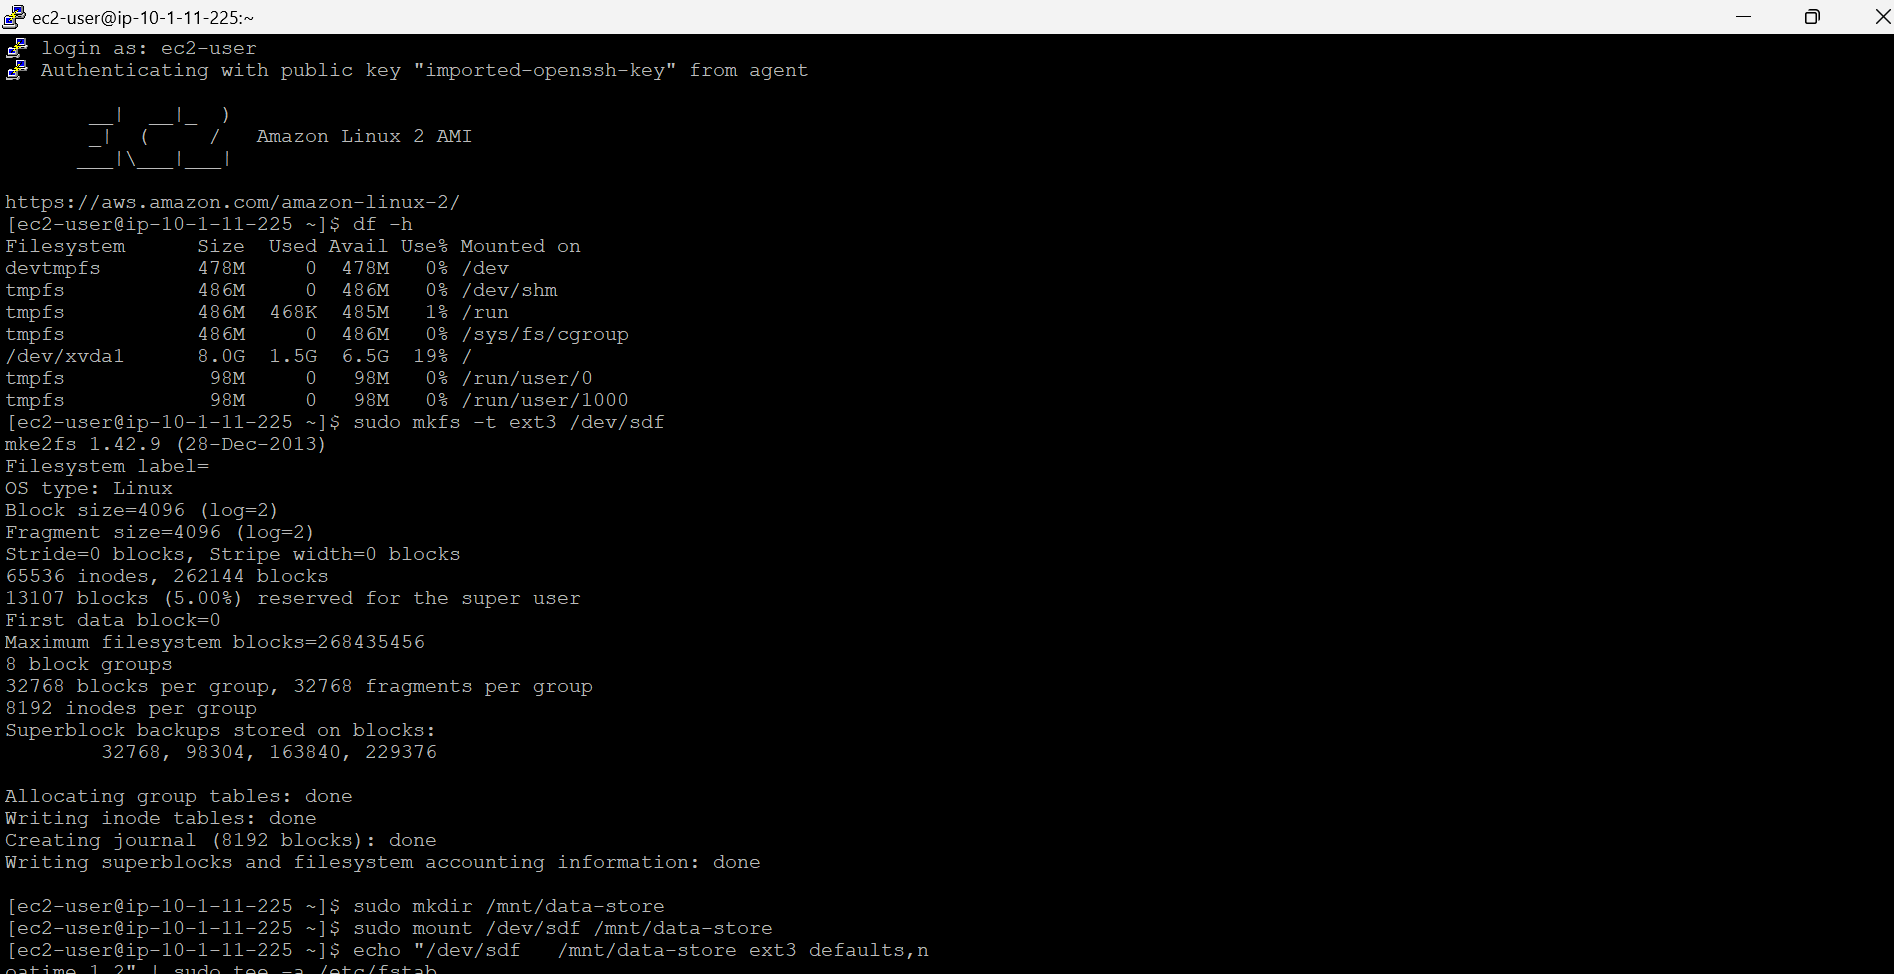 ec2-user@ip-10-1-11-225:~
login as: ec2-user
Authenticating with public key "imported-openssh-key" from agent
       __|  __|_  )
       _|  (     /   Amazon Linux 2 AMI
      ___|\___|___|
https://aws.amazon.com/amazon-linux-2/
[ec2-user@ip-10-1-11-225 ~]$ df -h
Filesystem      Size  Used Avail Use% Mounted on
devtmpfs        478M     0  478M   0% /dev
tmpfs           486M     0  486M   0% /dev/shm
tmpfs           486M  468K  485M   1% /run
tmpfs           486M     0  486M   0% /sys/fs/cgroup
/dev/xvda1      8.0G  1.5G  6.5G  19% /
tmpfs            98M     0   98M   0% /run/user/0
tmpfs            98M     0   98M   0% /run/user/1000
[ec2-user@ip-10-1-11-225 ~]$ sudo mkfs -t ext3 /dev/sdf
mke2fs 1.42.9 (28-Dec-2013)
Filesystem label=
OS type: Linux
Block size=4096 (log=2)
Fragment size=4096 (log=2)
Stride=0 blocks, Stripe width=0 blocks
65536 inodes, 262144 blocks
13107 blocks (5.00%) reserved for the super user
First data block=0
Maximum filesystem blocks=268435456
8 block groups
32768 blocks per group, 32768 fragments per group
8192 inodes per group
Superblock backups stored on blocks:
        32768, 98304, 163840, 229376
Allocating group tables: done
Writing inode tables: done
Creating journal (8192 blocks): done
Writing superblocks and filesystem accounting information: done
[ec2-user@ip-10-1-11-225 ~]$ sudo mkdir /mnt/data-store
[ec2-user@ip-10-1-11-225 ~]$ sudo mount /dev/sdf /mnt/data-store
[ec2-user@ip-10-1-11-225 ~]$ echo "/dev/sdf   /mnt/data-store ext3 defaults,n
oatime 1 2" | sudo tee -a /etc/fstab